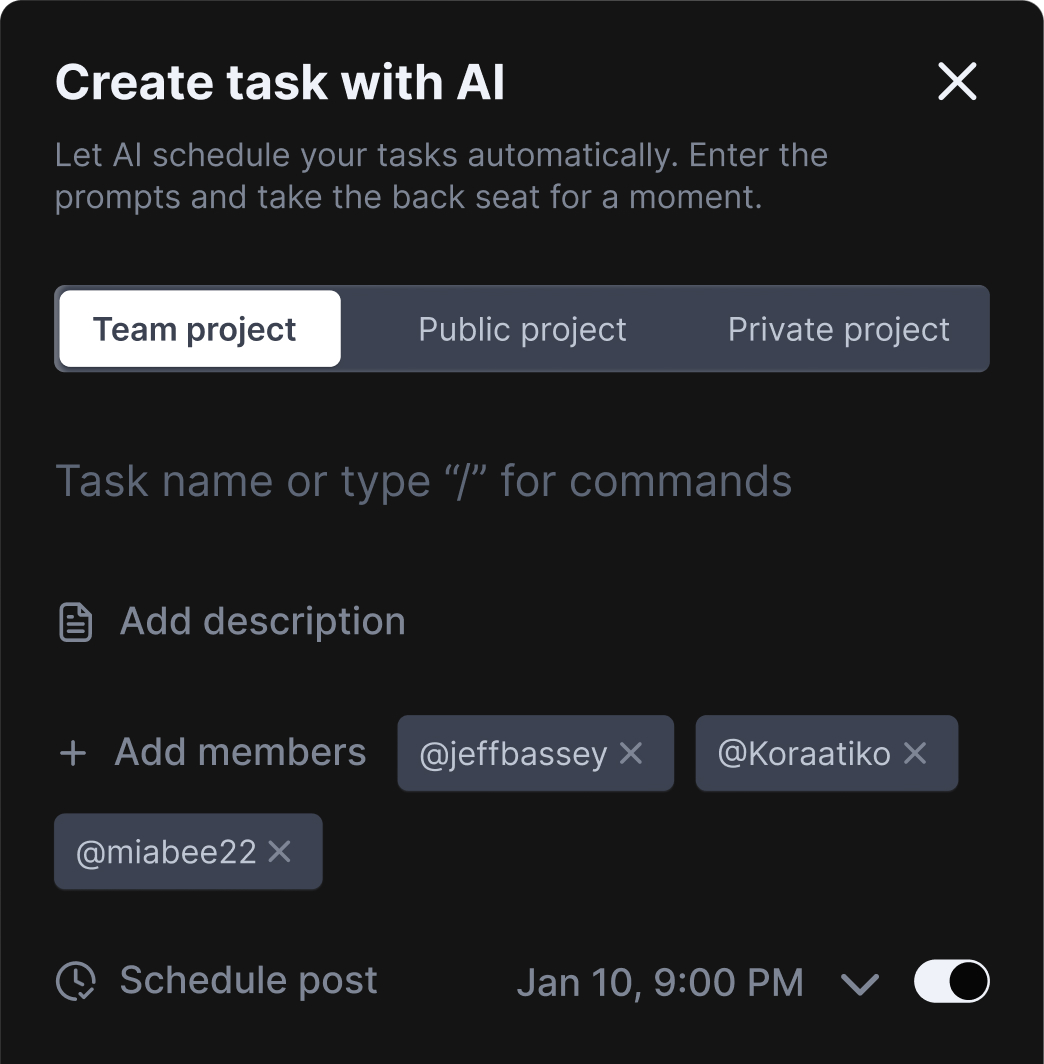 Create task with AI
Let AI schedule your tasks automatically. Enter the
prompts and take the back seat for a moment.
Team project Public project Private project
Task name or type “/” for commands
Add description
Add members @jeffbassey @Koraatiko
@miabee22
Schedule post Jan 10, 9:00 PM